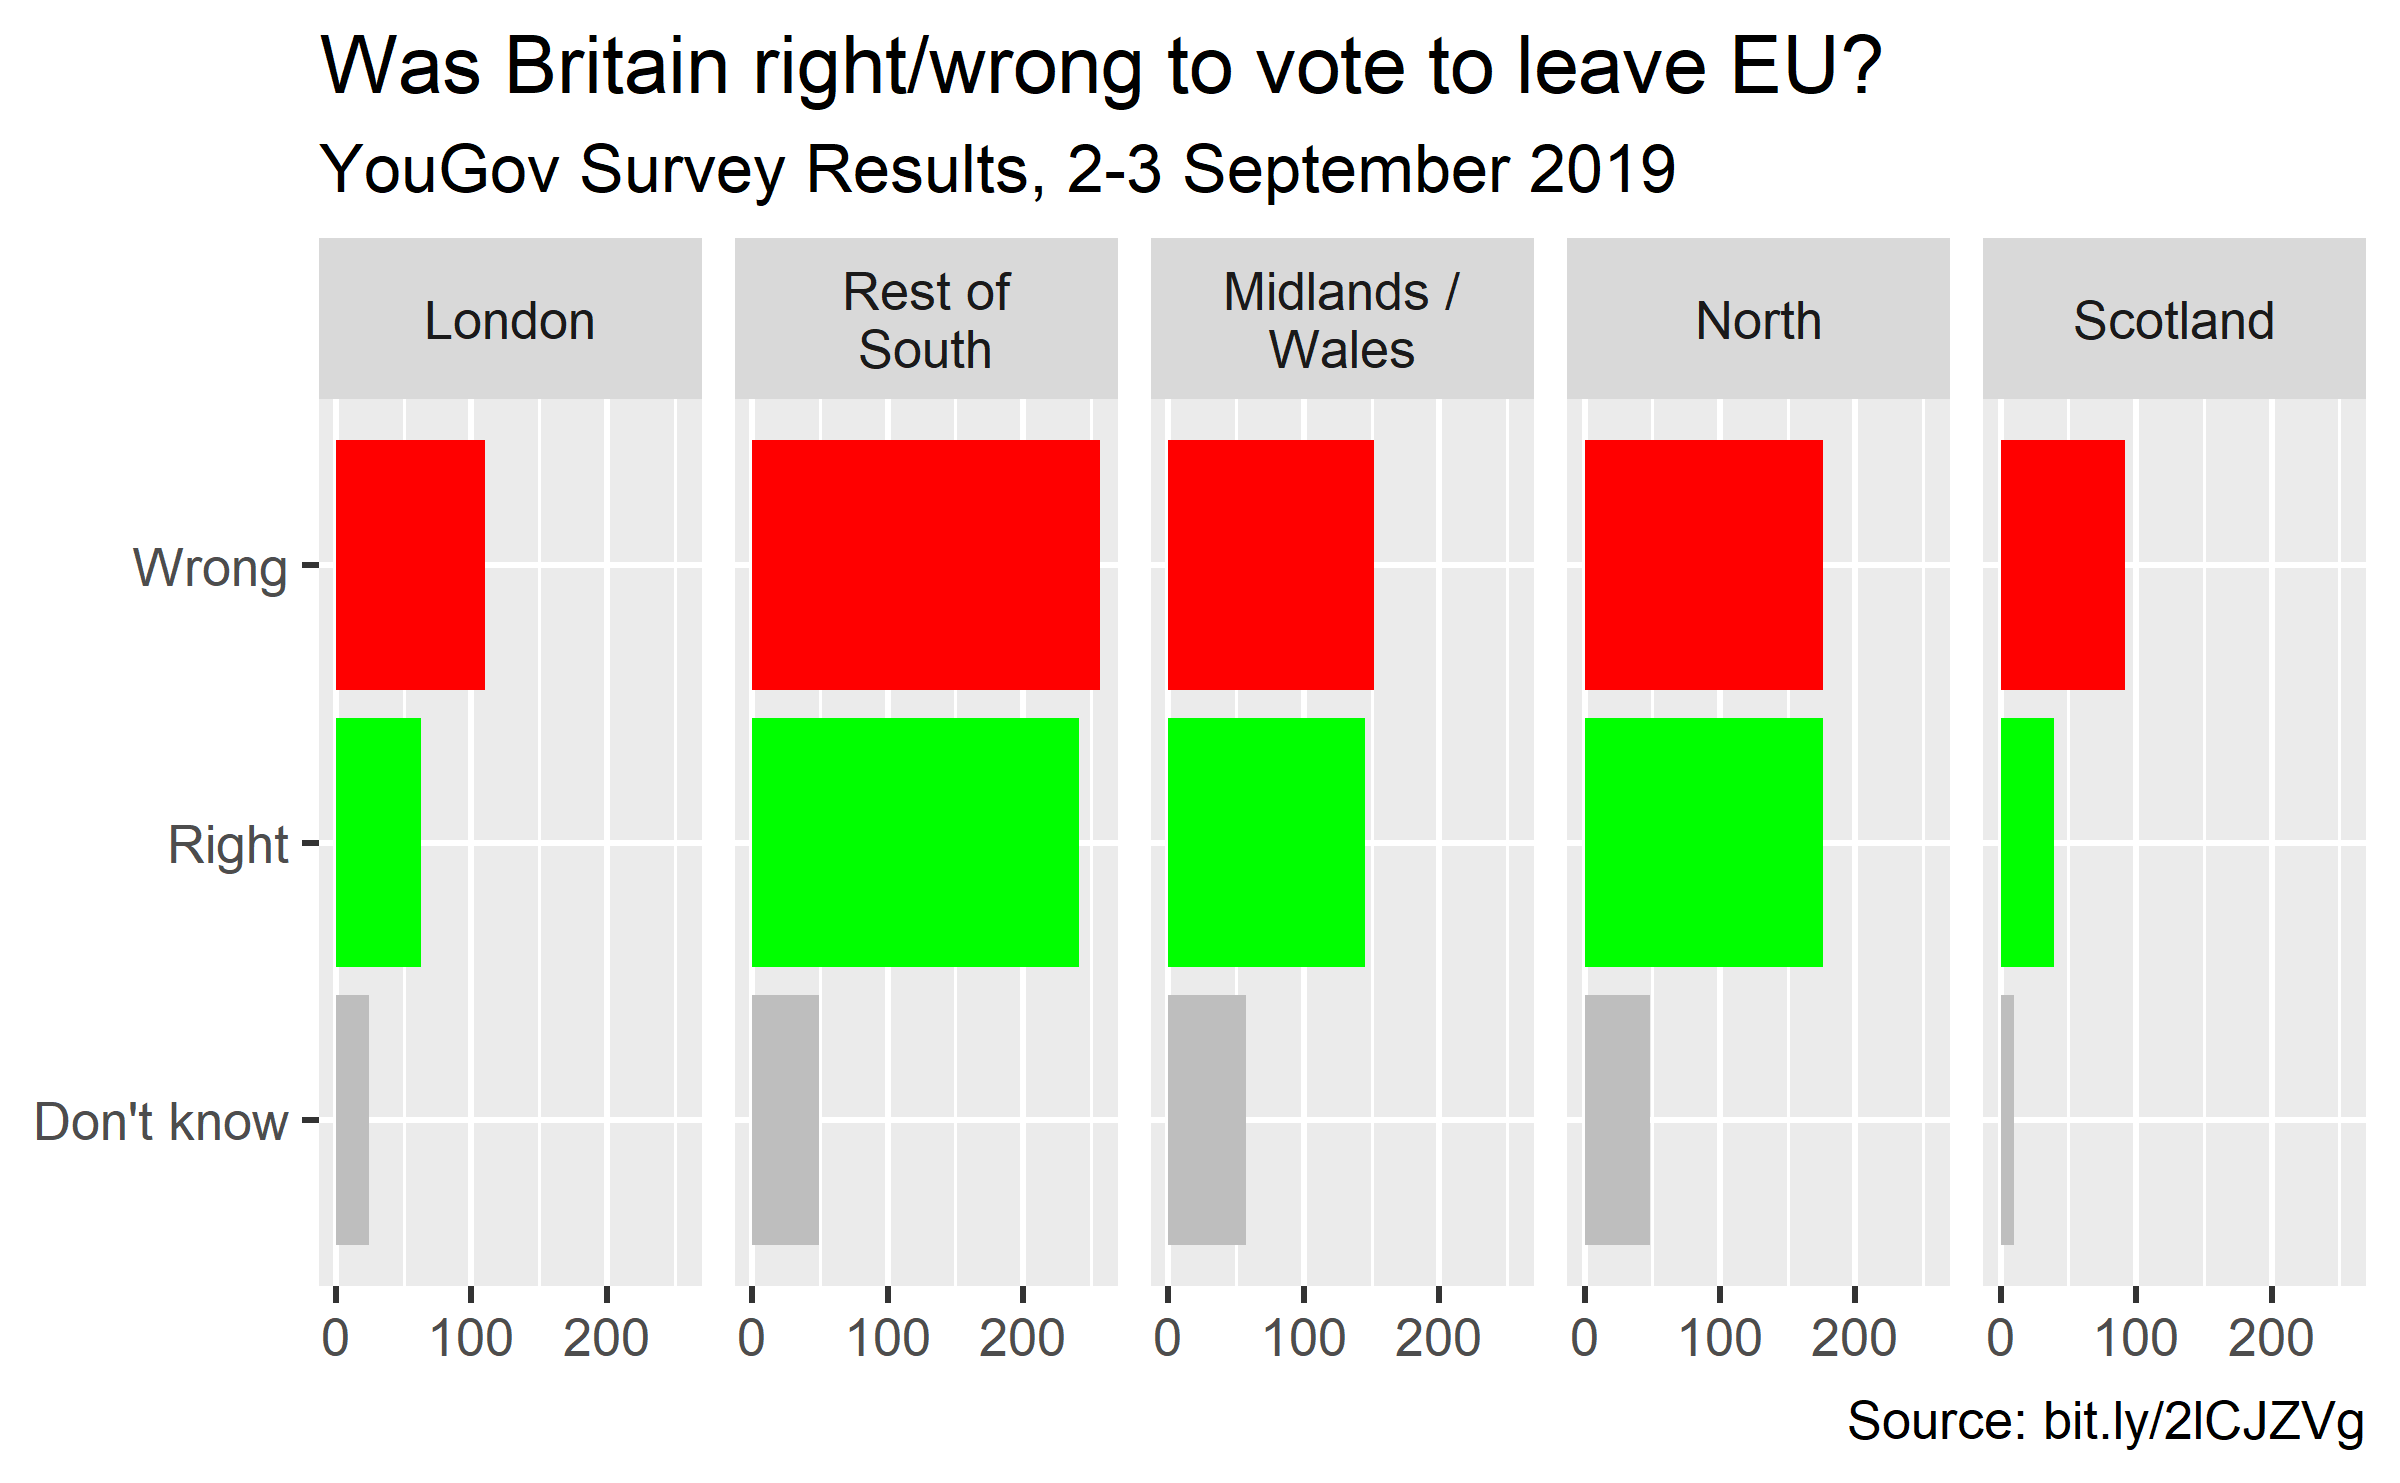 Was Britain right/wrong to vote to leave EU?
YouGov Survey Results, 2-3 September 2019
London
Rest of
South
Midlands /
Wales
North
Scotland
Wrong
Right
Don't know
0 100 200
0 100 200
0 100 200
0 100 200
0 100 200
Source: bit.ly/2lCJZVg